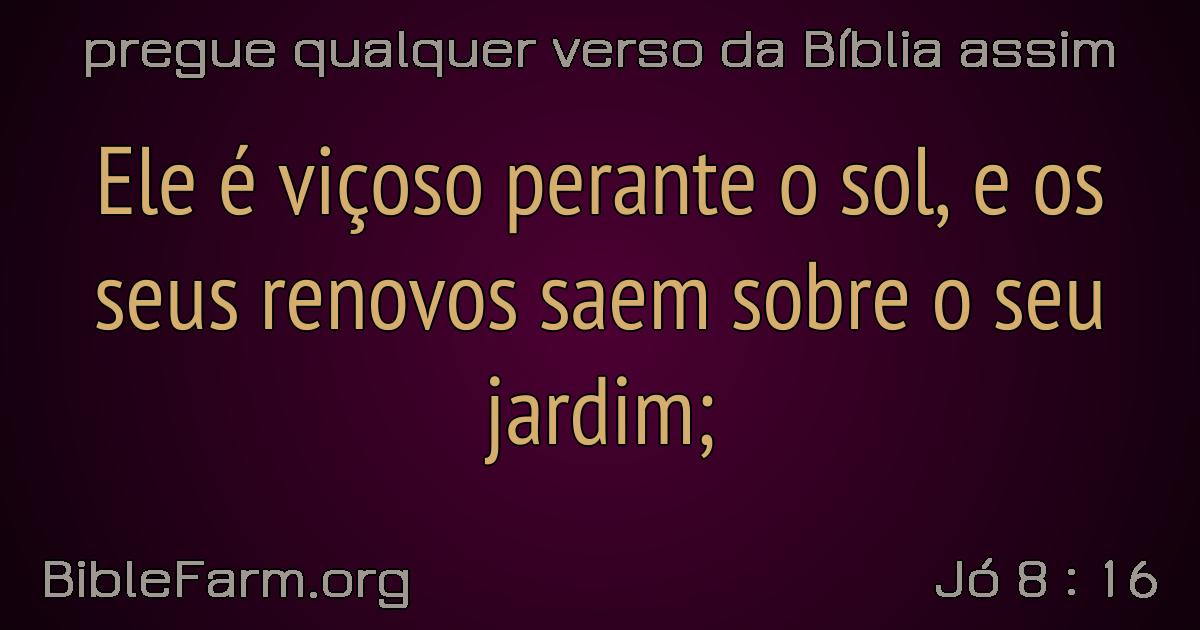 pregue qualquer verso da Bíblia assim
Ele é viçoso perante o sol, e os
seus renovos saem sobre o seu
jardim;
BibleFarm.org
Jó 8 : 16